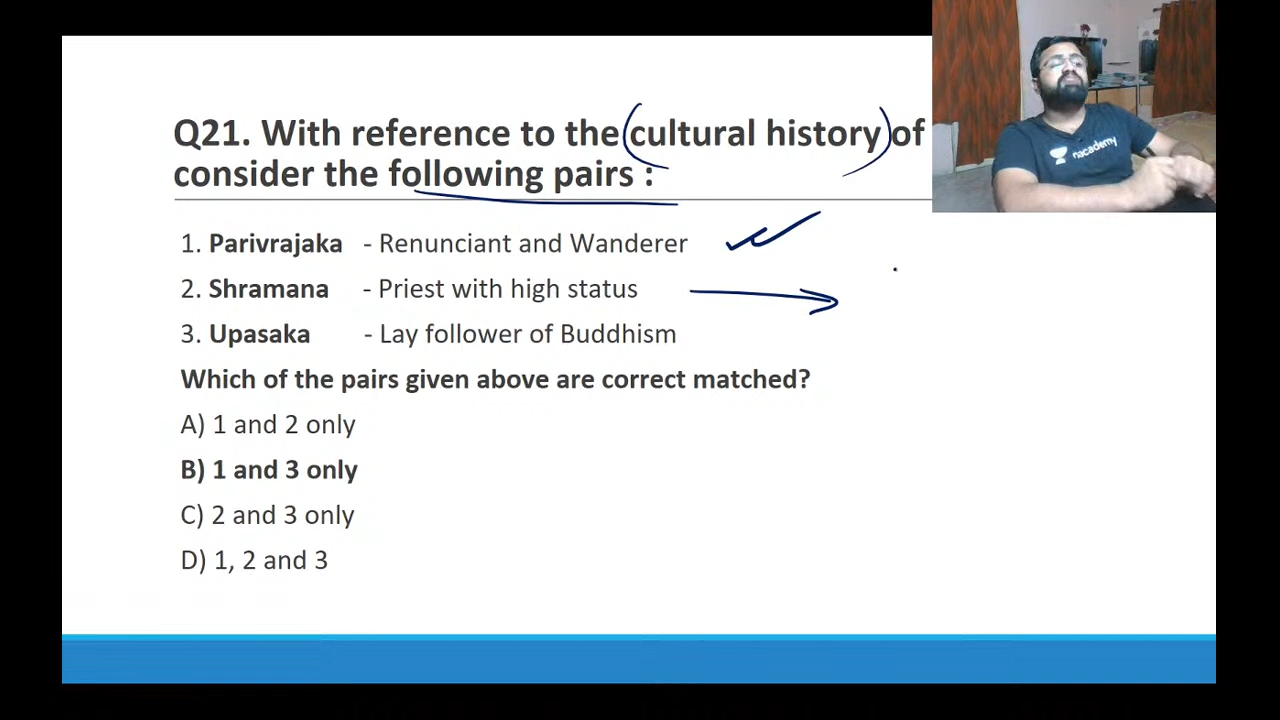 Q21. With reference to the cultural history of
consider the following pairs :
1. Parivrajaka - Renunciant and Wanderer
2. Shramana - Priest with high status
3. Upasaka - Lay follower of Buddhism
Which of the pairs given above are correct matched?
A) 1 and 2 only
B) 1 and 3 only
C) 2 and 3 only
D) 1, 2 and 3
nacademy